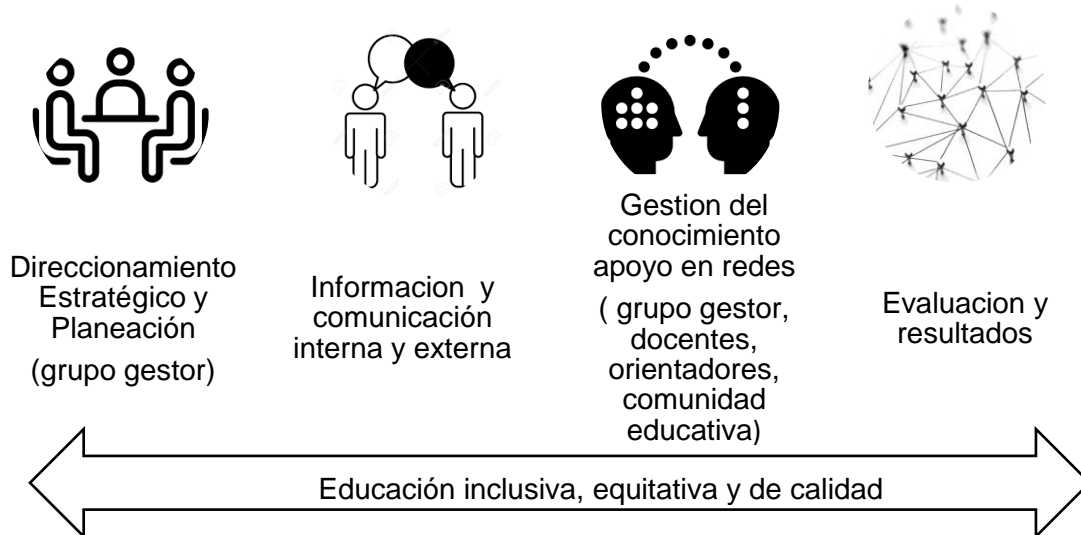 Direccionamiento
Estratégico y
Planeación
(grupo gestor)
Informacion y
comunicación
interna y externa
Gestion del
conocimiento
apoyo en redes
( grupo gestor,
docentes,
orientadores,
comunidad
educativa)
Evaluacion y
resultados
Educación inclusiva, equitativa y de calidad